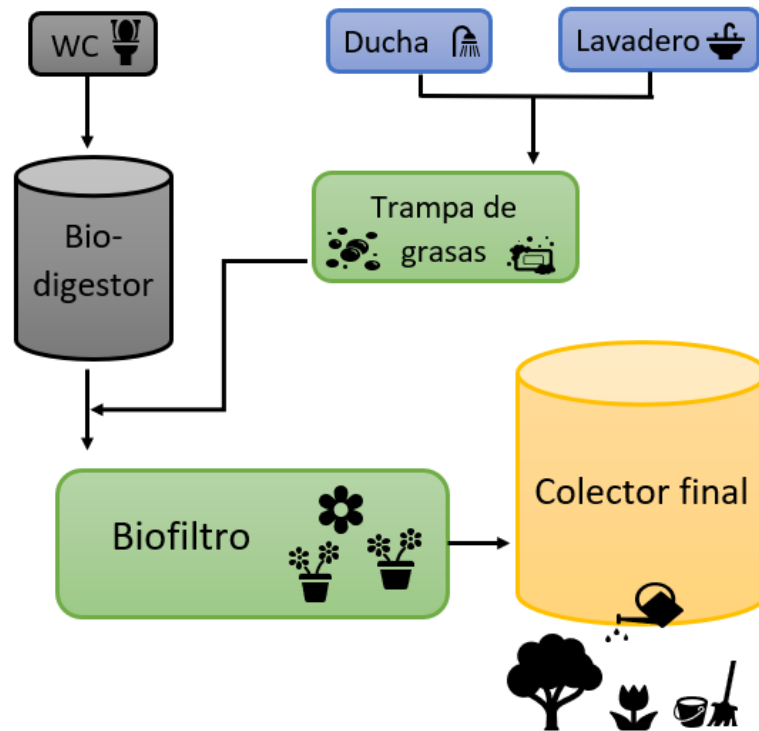 WC
Ducha
Lavadero
Bio-
digestor
Trampa de
grasas
Biofiltro
Colector final